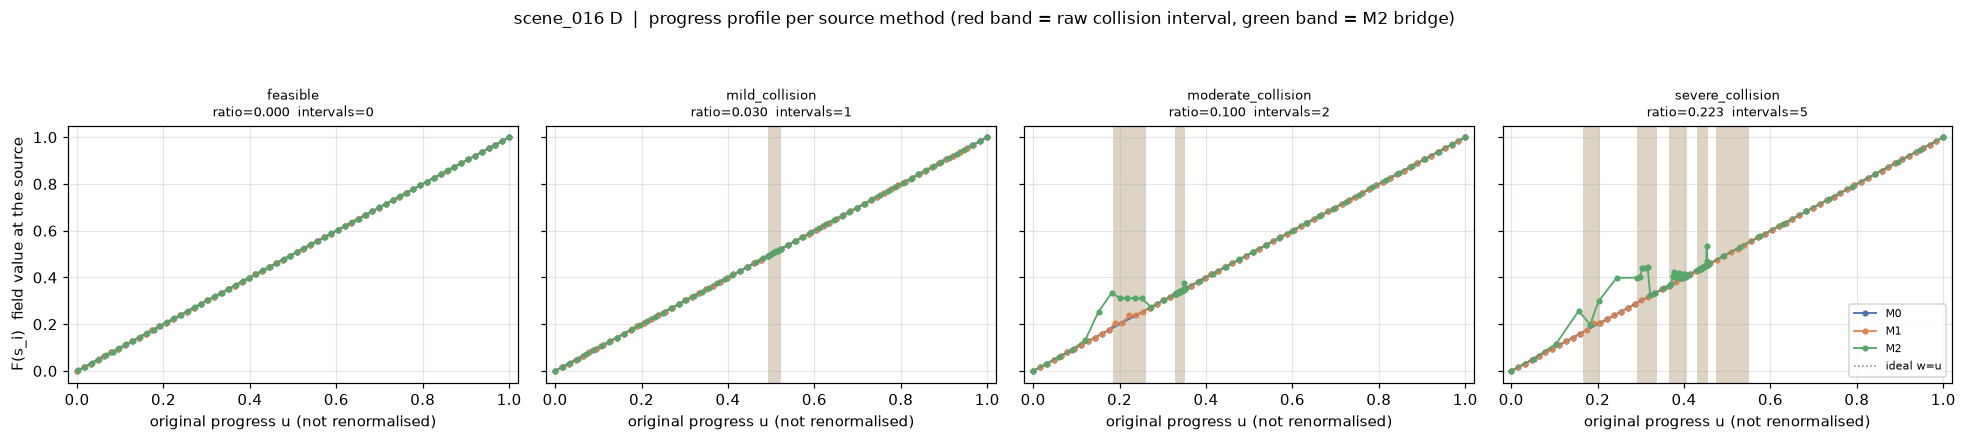 scene_016 D  |  progress profile per source method (red band = raw collision interval, green band = M2 bridge)
feasible
ratio=0.000  intervals=0
mild_collision
ratio=0.030  intervals=1
moderate_collision
ratio=0.100  intervals=2
severe_collision
ratio=0.223  intervals=5
F(s_i)  field value at the source
1.0
0.8
0.6
0.4
0.2
0.0
0.0 0.2 0.4 0.6 0.8 1.0
0.0 0.2 0.4 0.6 0.8 1.0
0.0 0.2 0.4 0.6 0.8 1.0
0.0 0.2 0.4 0.6 0.8 1.0
original progress u (not renormalised)
original progress u (not renormalised)
original progress u (not renormalised)
original progress u (not renormalised)
M0
M1
M2
ideal w=u